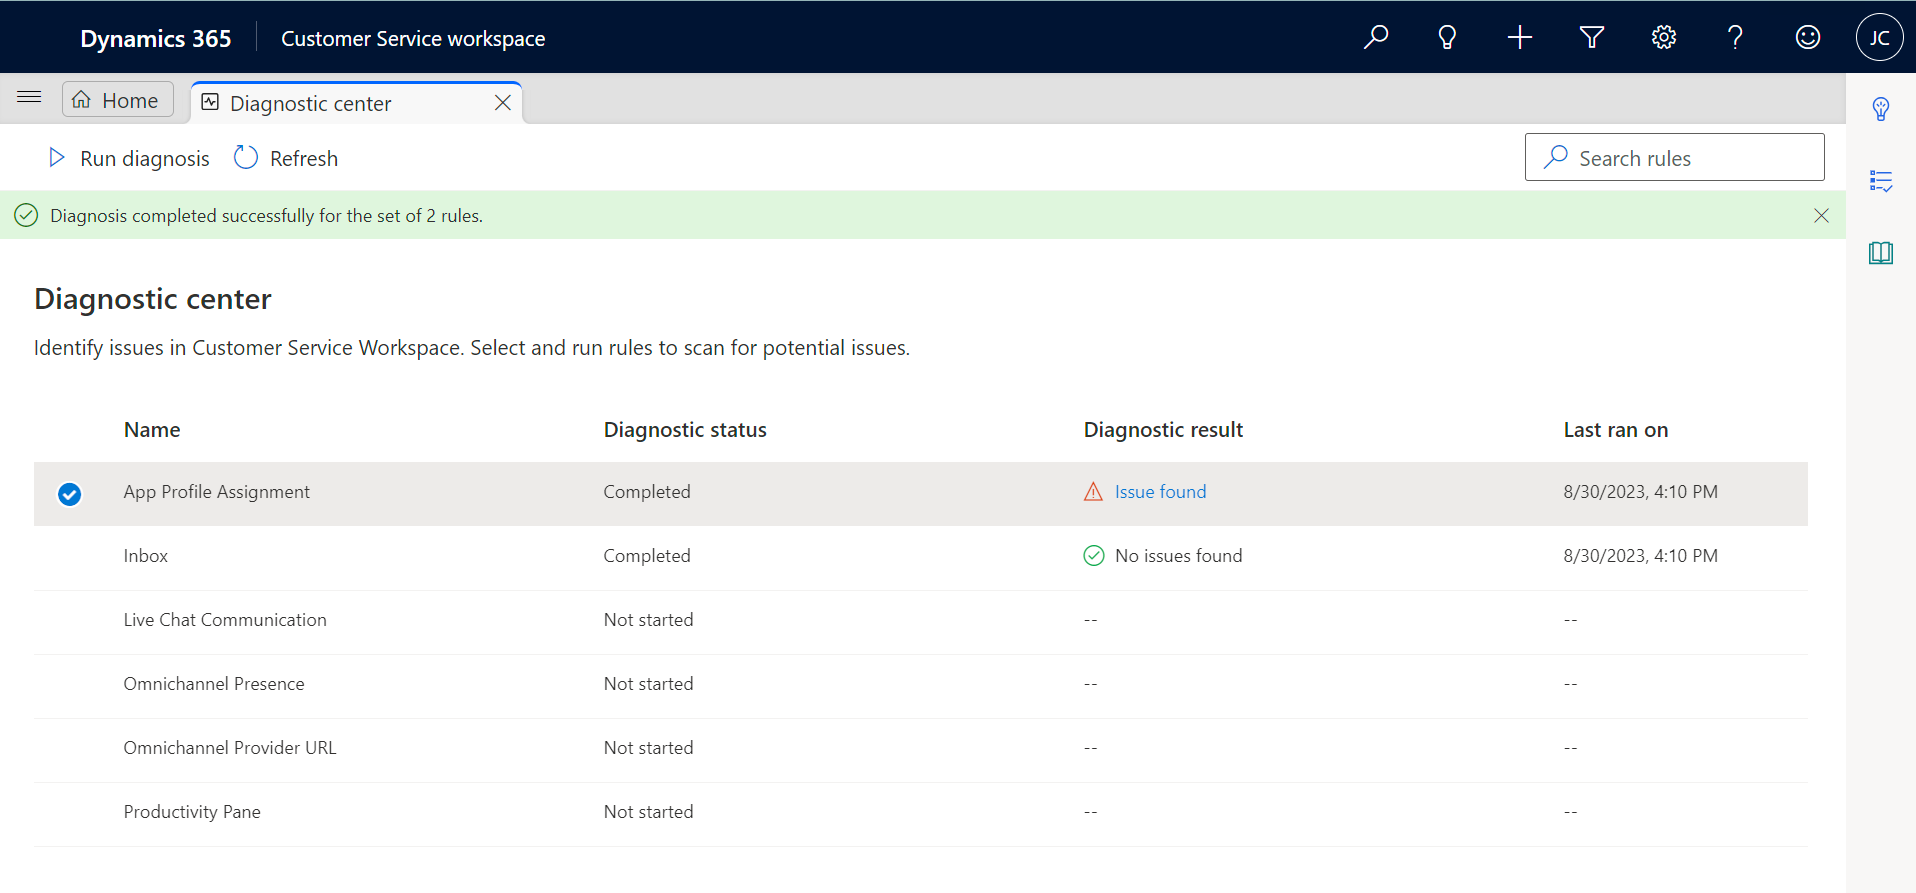 Dynamics 365 Customer Service workspace JC
Home Diagnostic center
Run diagnosis Refresh Search rules
Diagnosis completed successfully for the set of 2 rules.
Diagnostic center
Identify issues in Customer Service Workspace. Select and run rules to scan for potential issues.
Name Diagnostic status Diagnostic result Last ran on
App Profile Assignment Completed Issue found 8/30/2023, 4:10 PM
Inbox Completed No issues found 8/30/2023, 4:10 PM
Live Chat Communication Not started -- --
Omnichannel Presence Not started -- --
Omnichannel Provider URL Not started -- --
Productivity Pane Not started -- --